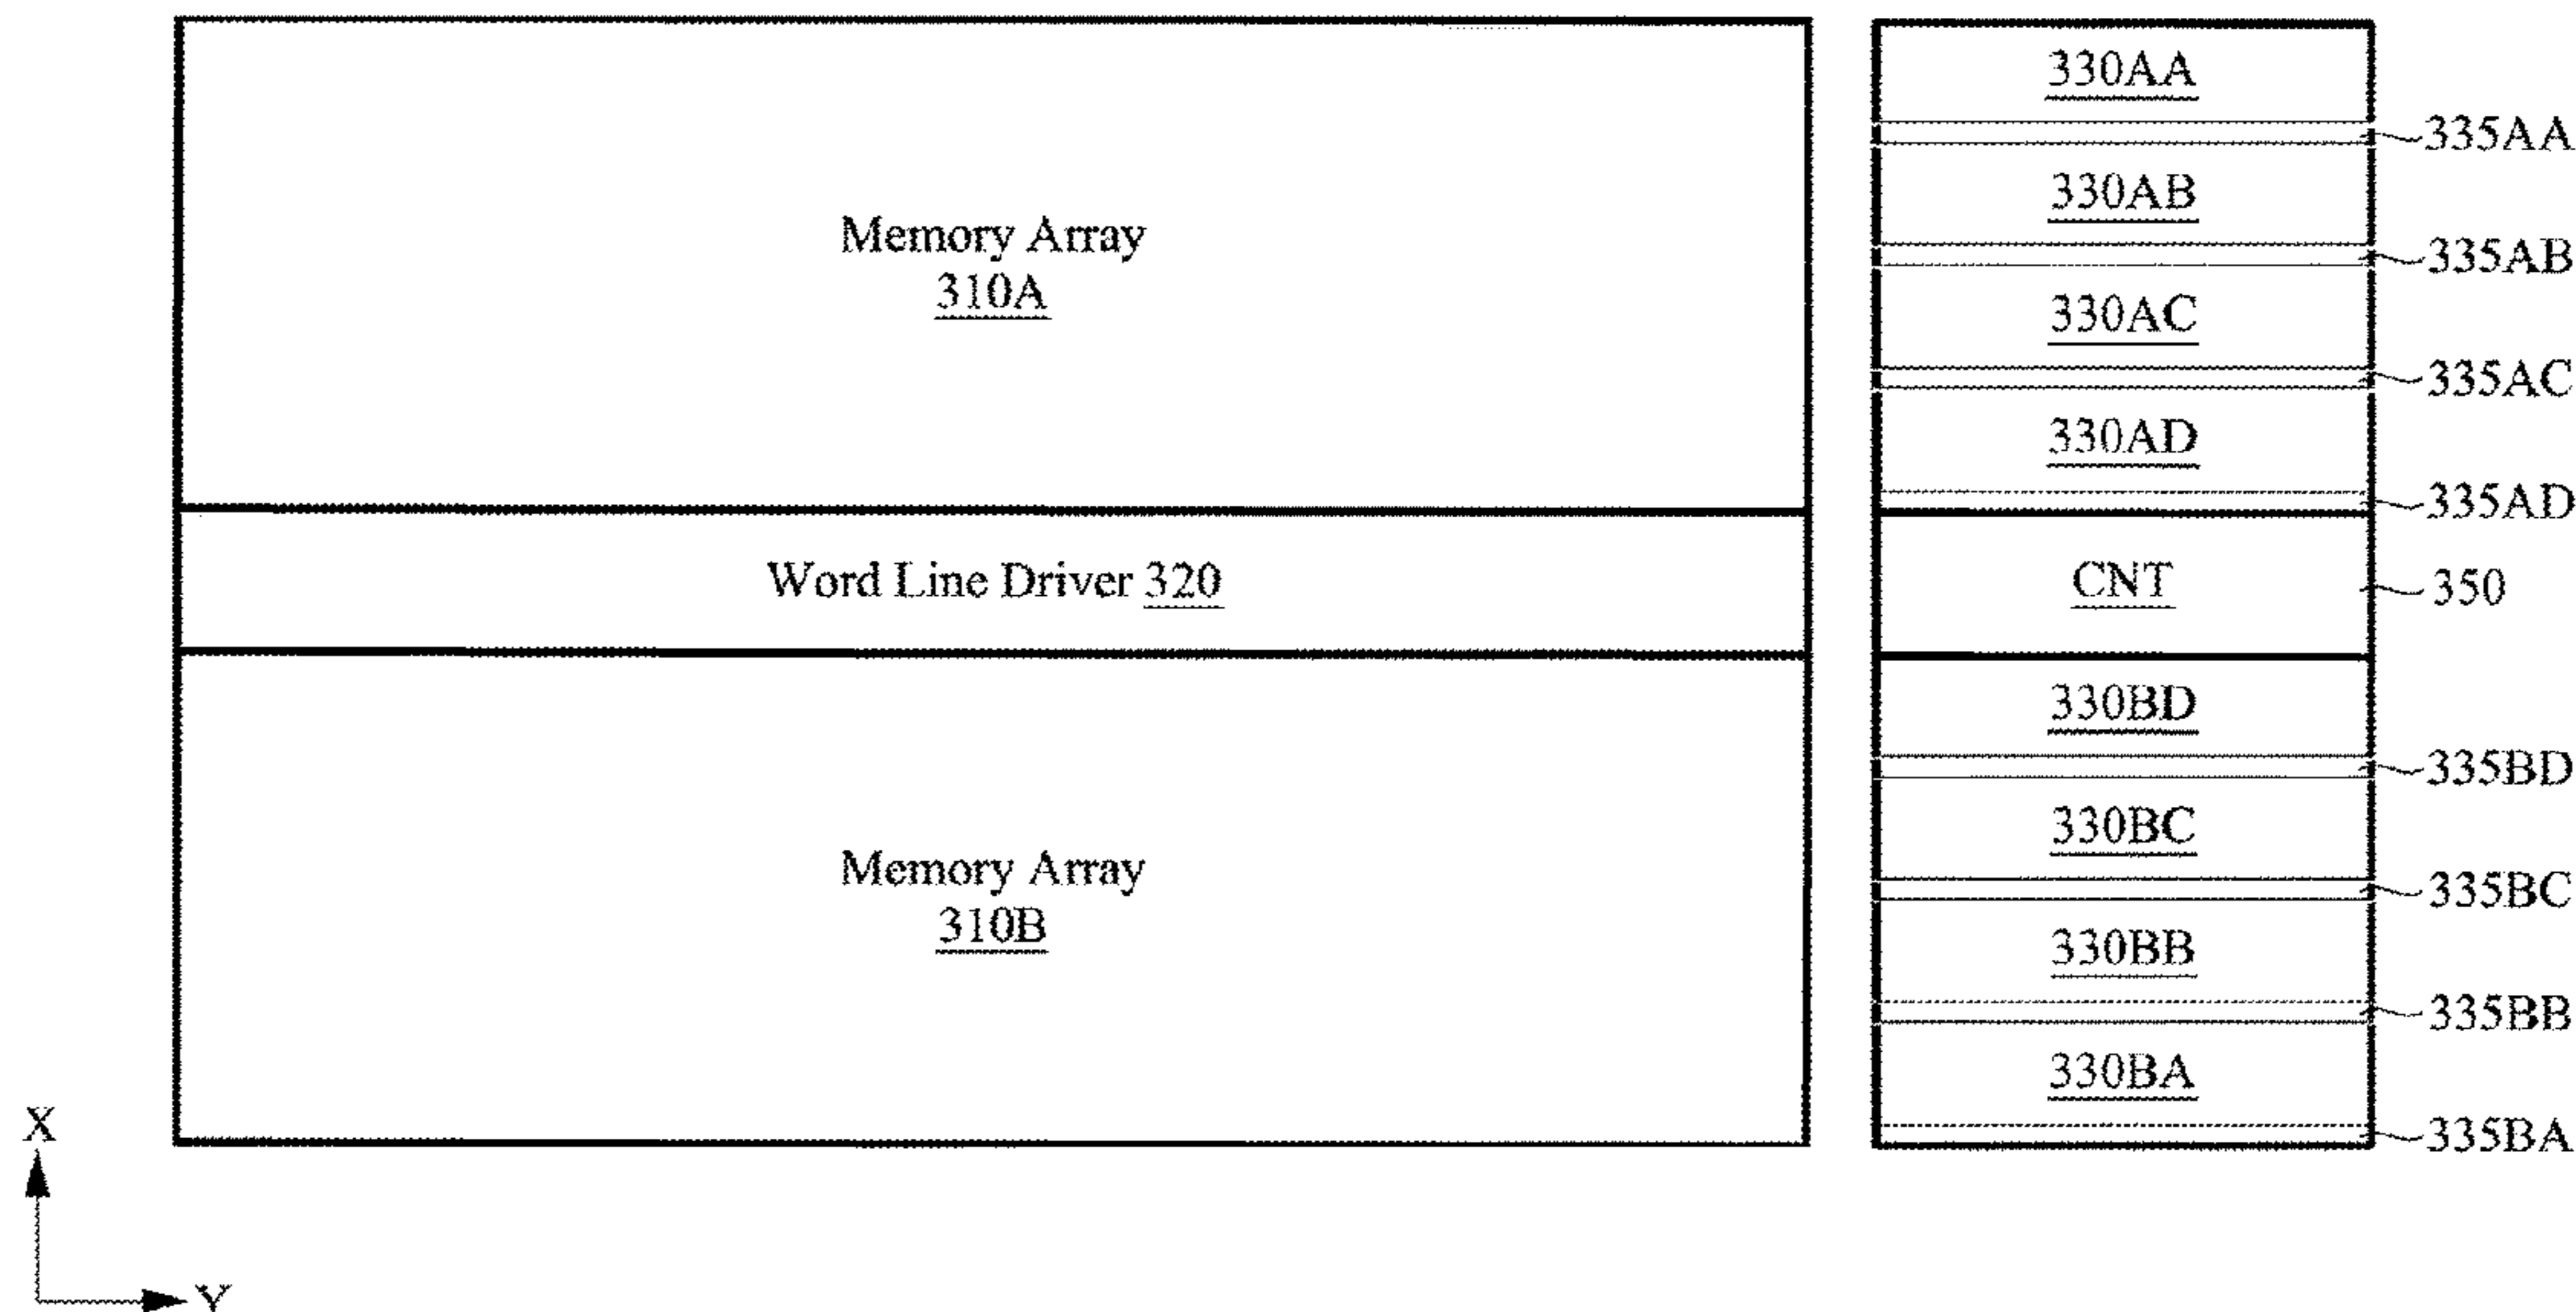 Memory Array
310A
Word Line Driver 320
Memory Array
310B
330AA
335AA
330AB
335AB
330AC
335AC
330AD
335AD
CNT
350
330BD
335BD
330BC
335BC
330BB
335BB
330BA
335BA
X
Y